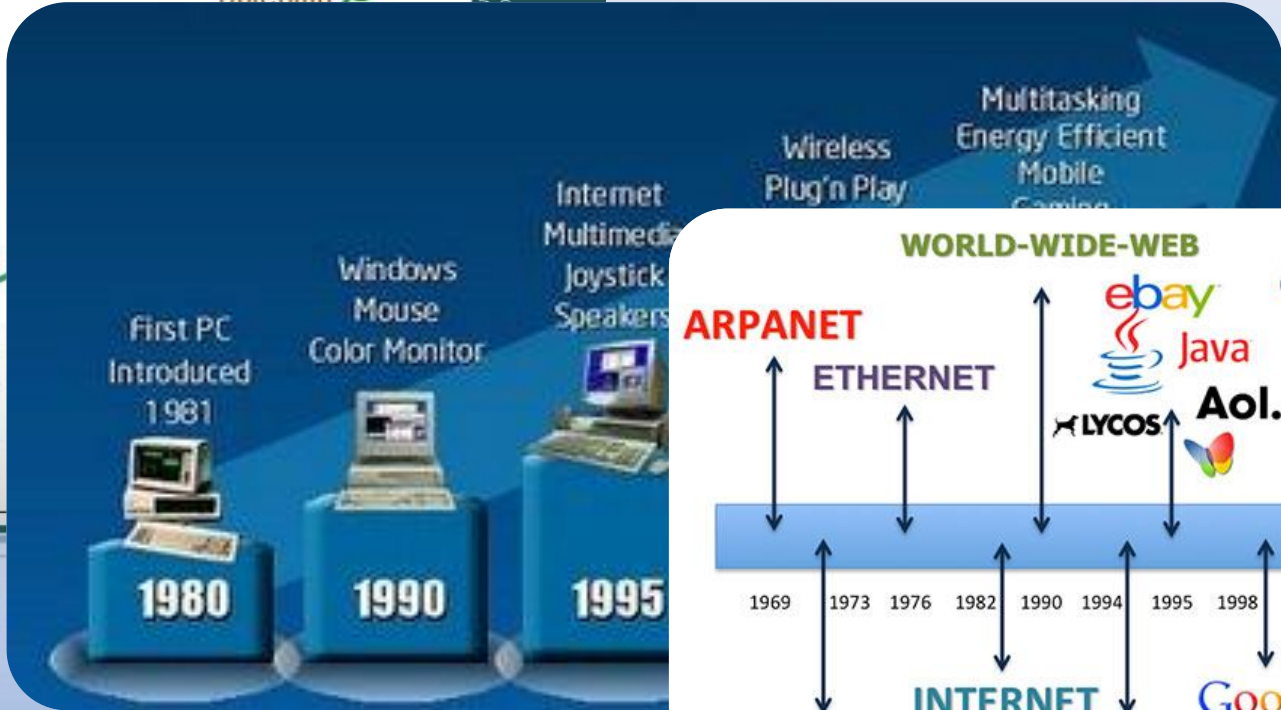 First PC
Introduced
1981
1980
Windows
Mouse
Color Monitor
1990
Internet
Multimedia
Joystick
Speakers
1995
Wireless
Plug'n Play
Multitasking
Energy Efficient
Mobile
Gaming
WORLD-WIDE-WEB
ARPANET
ETHERNET
ebay
Java
LYCOS
Aol.
1969 1973 1976 1982 1990 1994 1995 1998
INTERNET
Goo